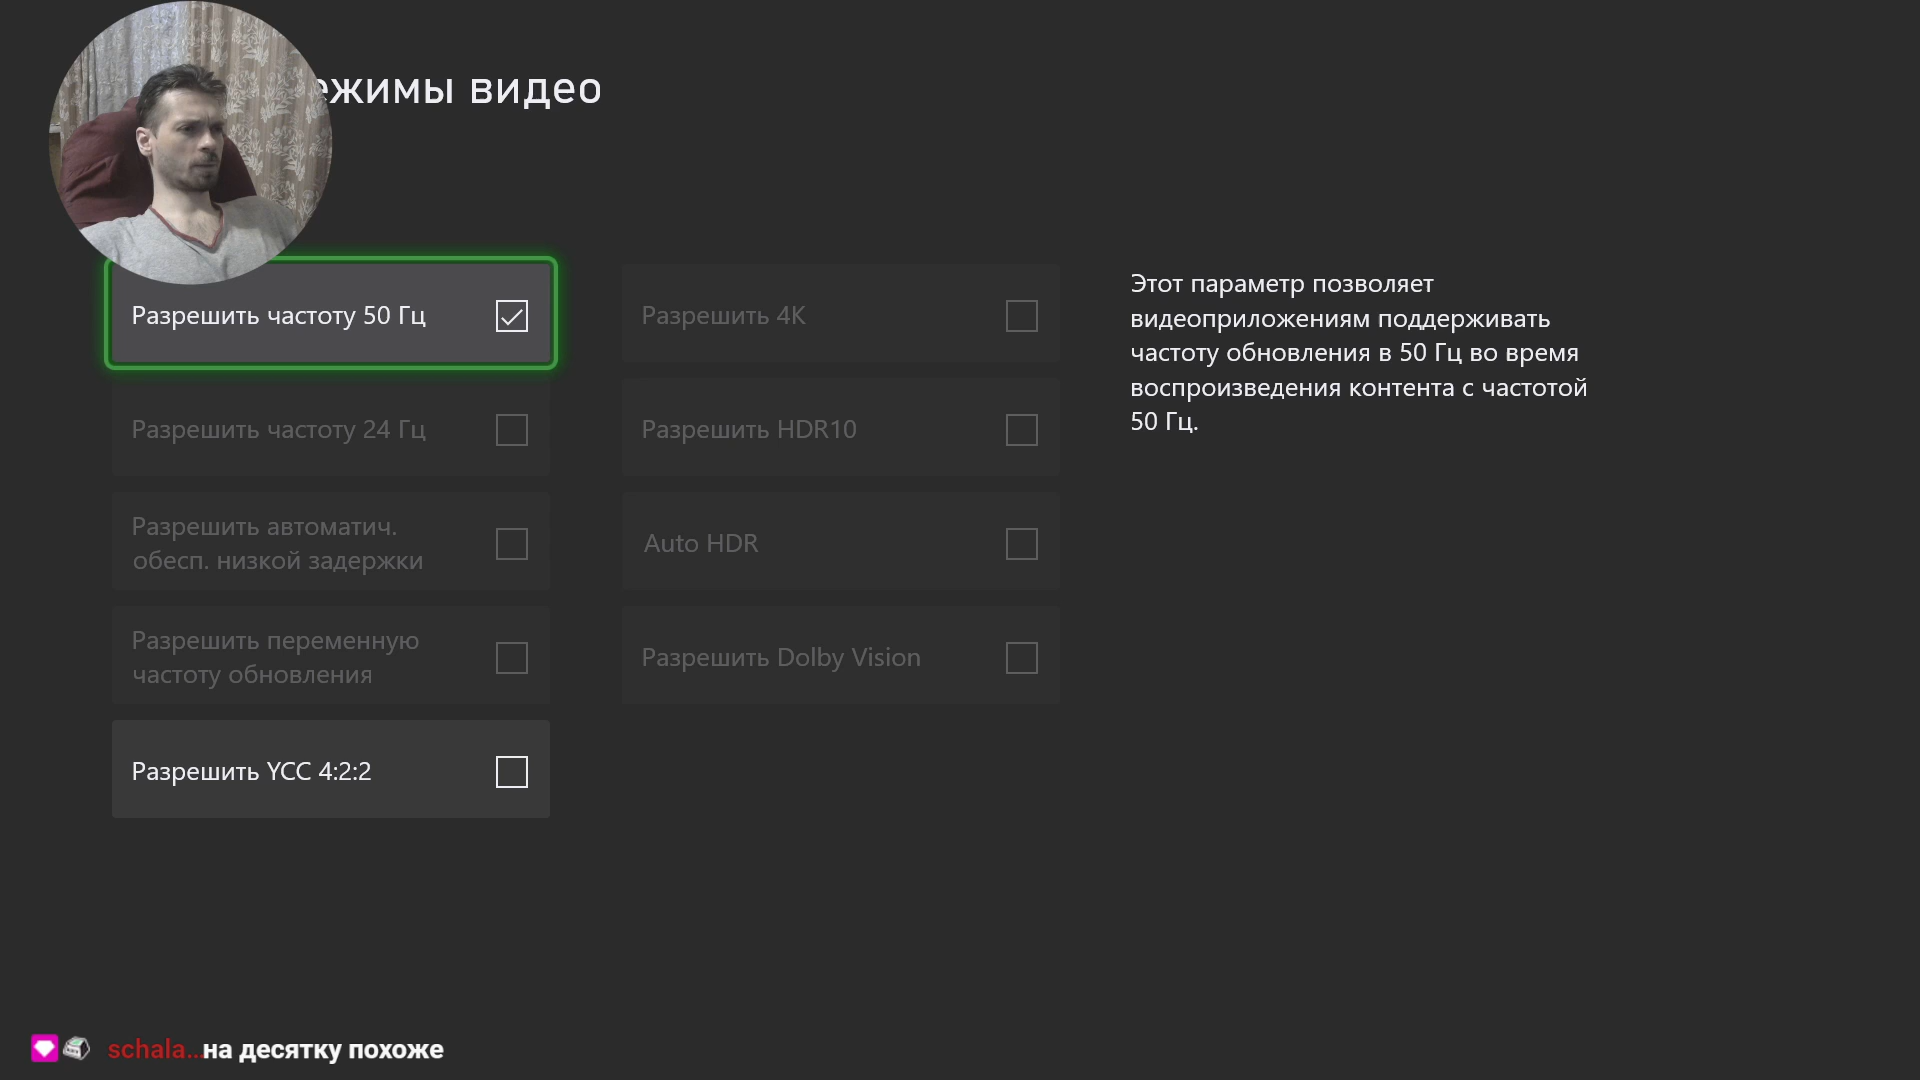 ежимы видео
Разрешить частоту 50 Гц
Разрешить частоту 24 Гц
Разрешить автоматич.
обесп. низкой задержки
Разрешить переменную
частоту обновления
Разрешить YCC 4:2:2
Разрешить 4K
Разрешить HDR10
Auto HDR
Разрешить Dolby Vision
Этот параметр позволяет
видеоприложениям поддерживать
частоту обновления в 50 Гц во время
воспроизведения контента с частотой
50 Гц.
schala... на десятку похоже